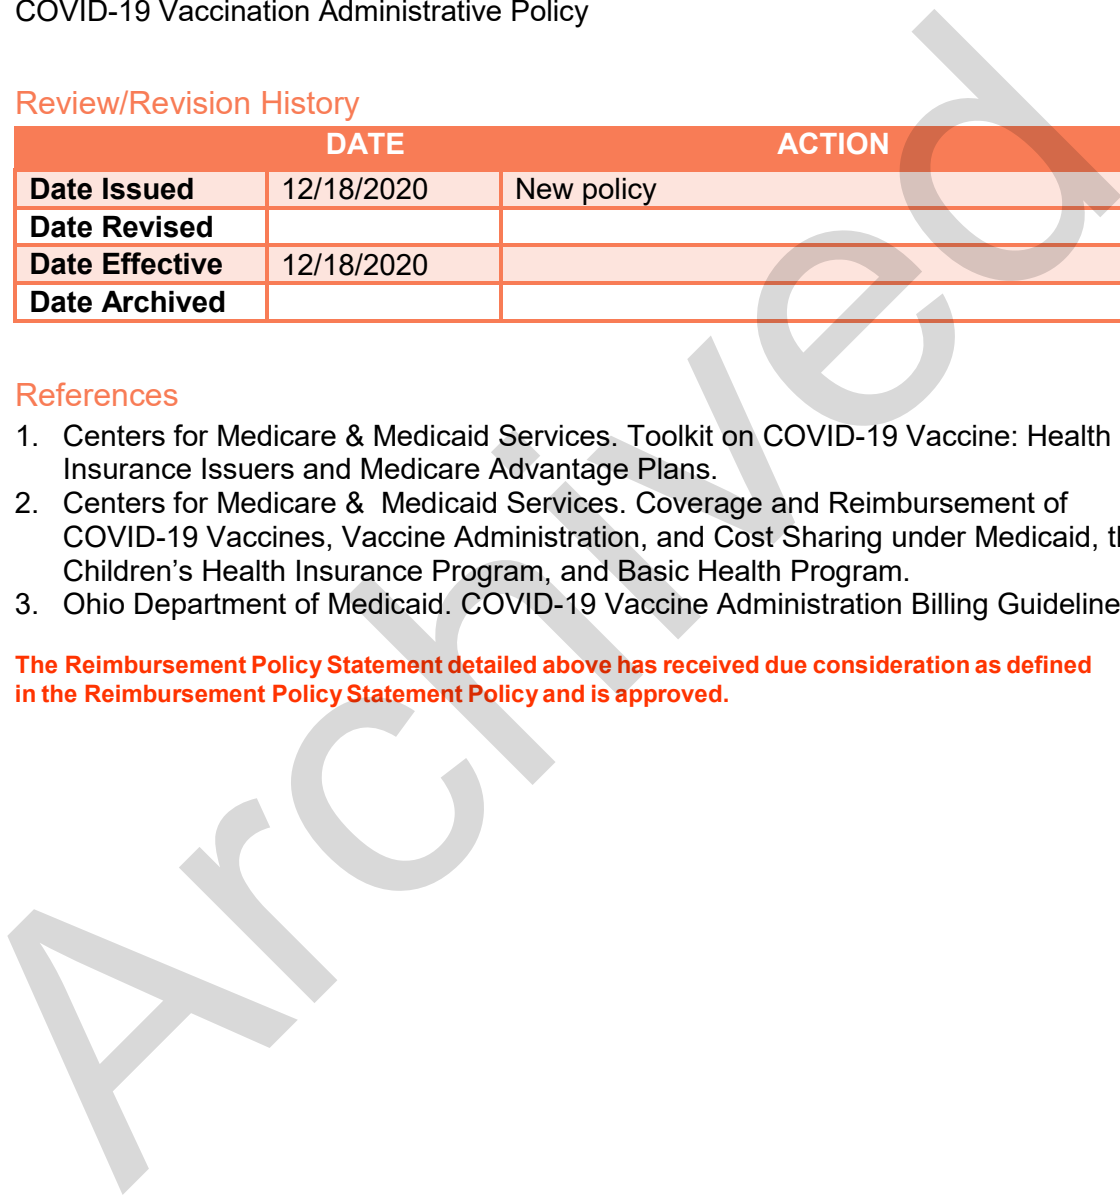 COVID-19 Vaccination Administrative Policy
Review/Revision History
DATE ACTION
Date Issued 12/18/2020 New policy
Date Revised
Date Effective 12/18/2020
Date Archived
References
1. Centers for Medicare & Medicaid Services. Toolkit on COVID-19 Vaccine: Health
Insurance Issuers and Medicare Advantage Plans.
2. Centers for Medicare &  Medicaid Services. Coverage and Reimbursement of
COVID-19 Vaccines, Vaccine Administration, and Cost Sharing under Medicaid,
Children’s Health Insurance Program, and Basic Health Program.
3. Ohio Department of Medicaid. COVID-19 Vaccine Administration Billing Guideline
The Reimbursement Policy Statement detailed above has received due consideration as defined
in the Reimbursement Policy Statement Policy and is approved.
Archived